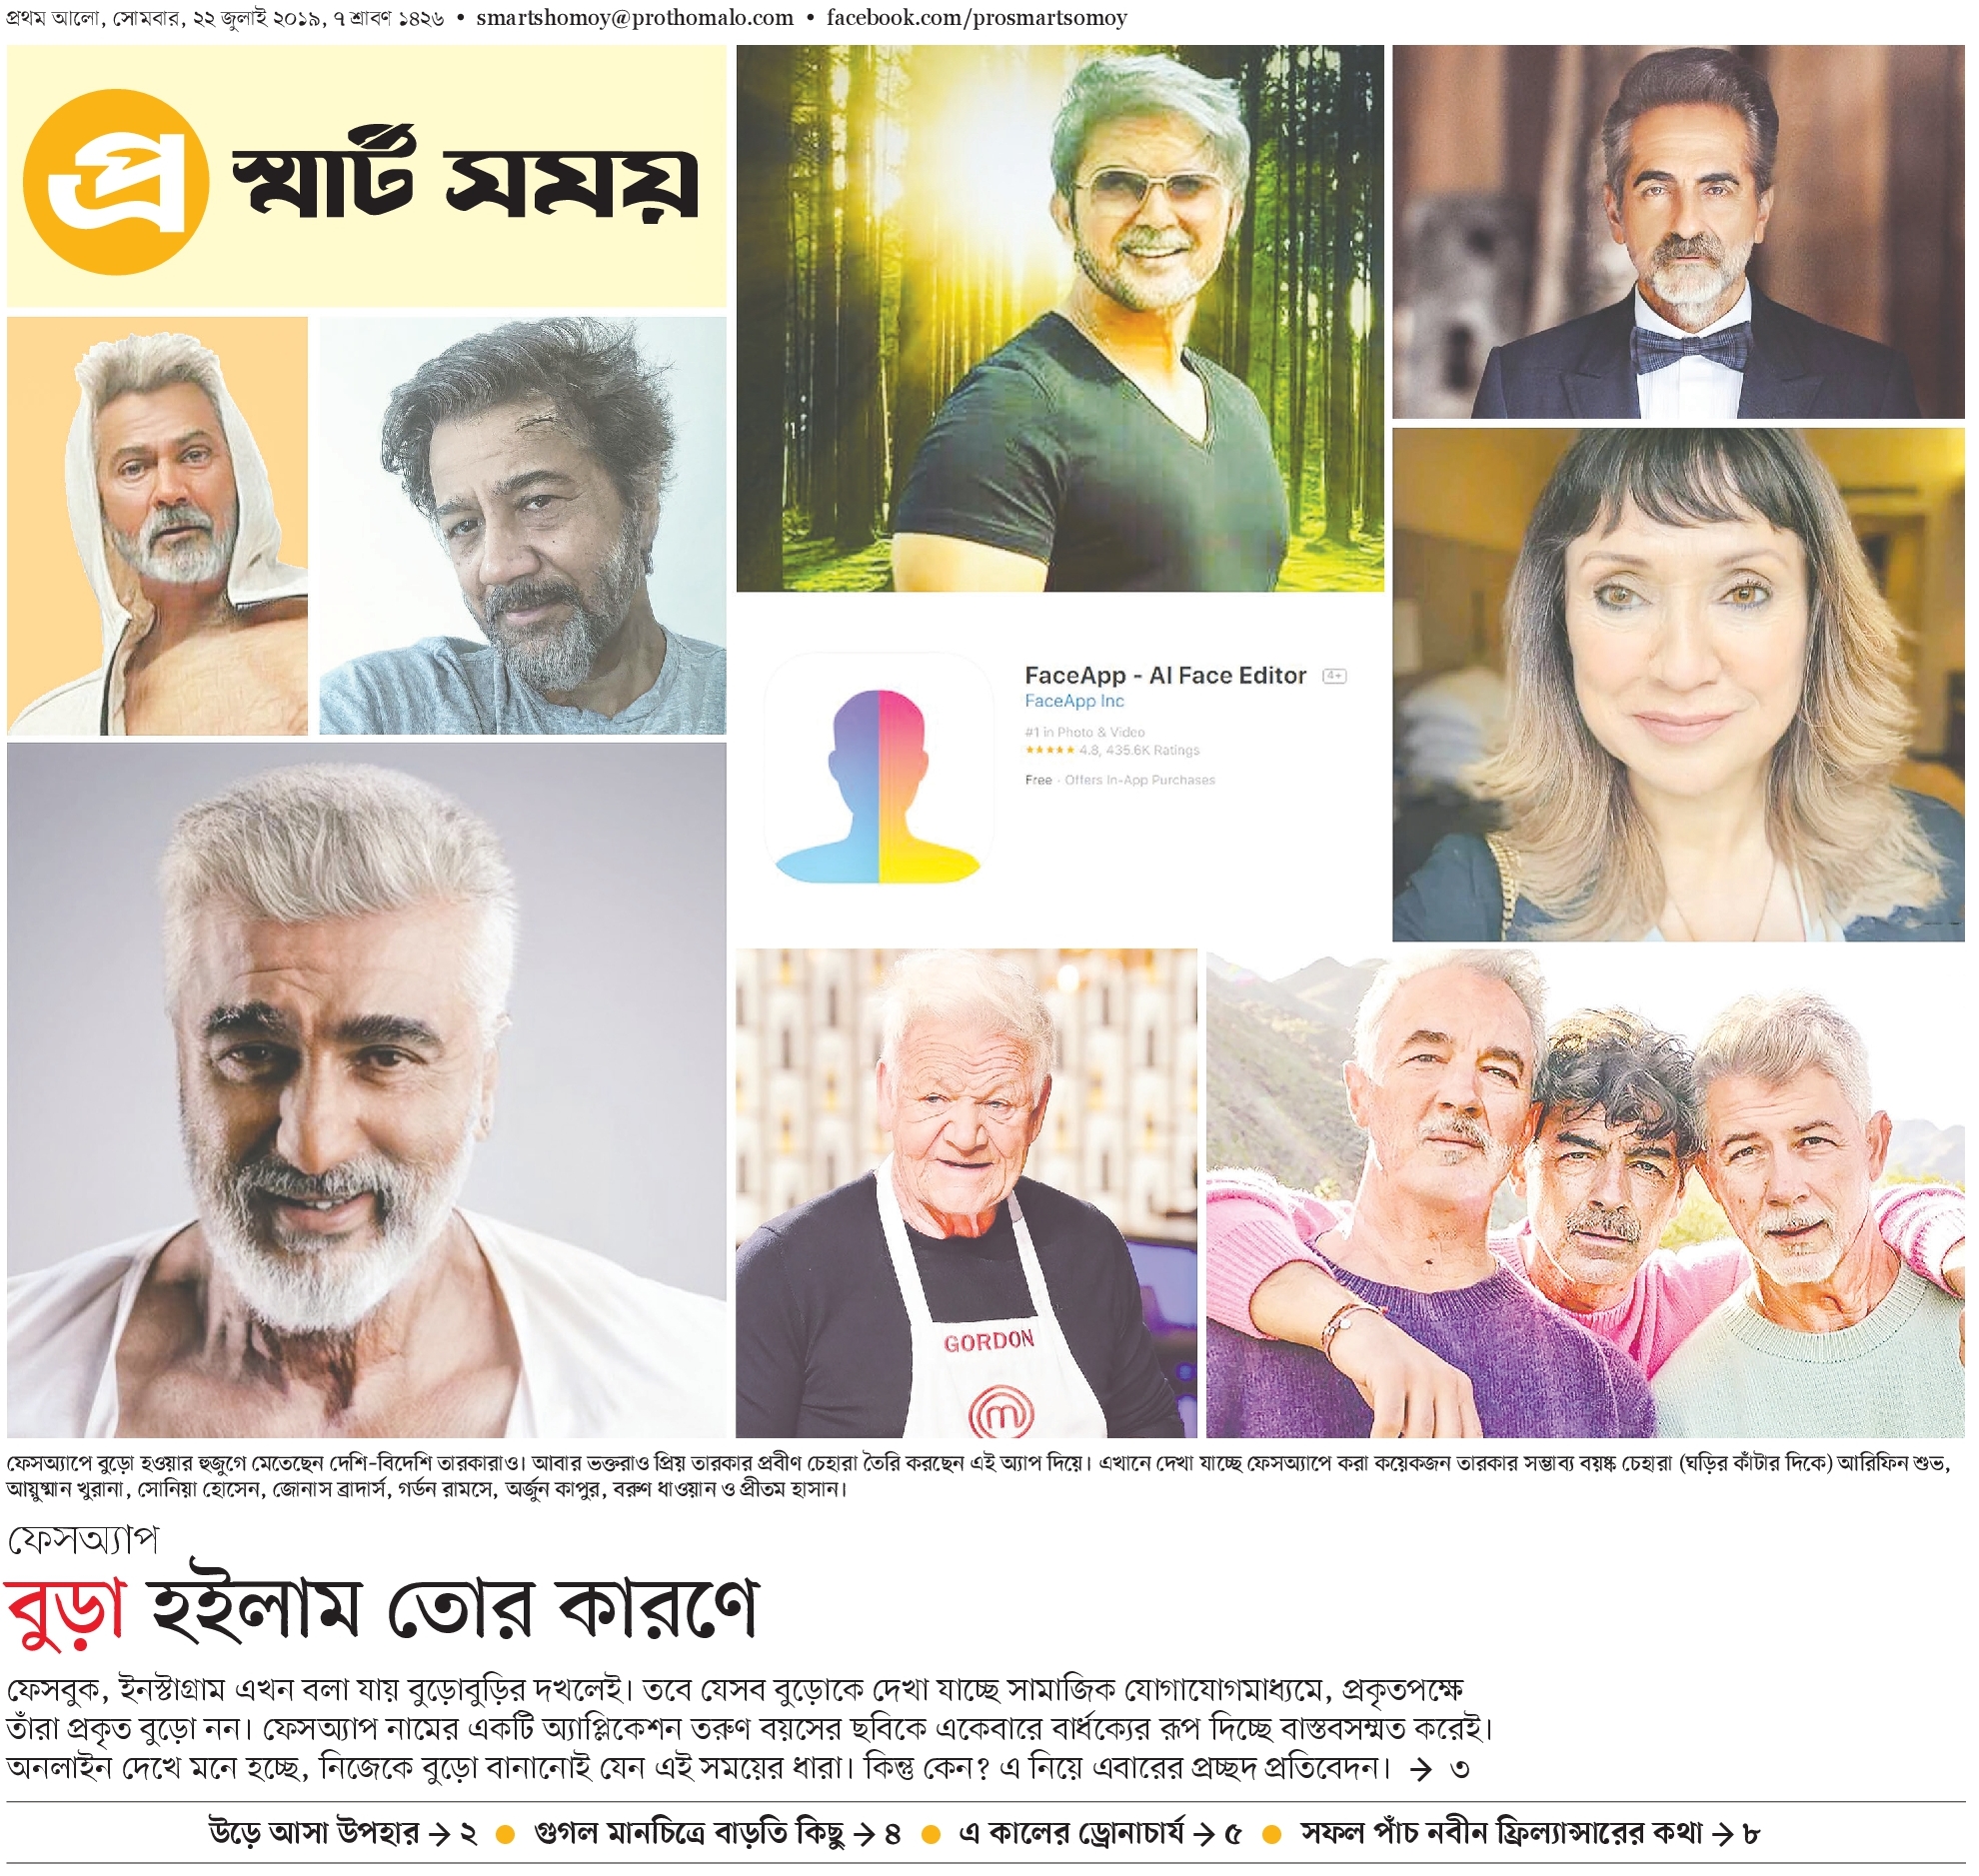 প্রথম আলো, সোমবার, ২২ জুলাই ২০১৯, ৭ শ্রাবণ ১৪২৬ • smartshomoy@prothomalo.com • facebook.com/prosmartsomoy
প্র স্মার্ট সময়
FaceApp - AI Face Editor 4+
FaceApp Inc
#1 in Photo & Video
★★★★★ 4.8, 435.6K Ratings
Free · Offers In-App Purchases
GORDON
m
ফেসঅ্যাপে বুড়ো হওয়ার হুজুগে মেতেছেন দেশি-বিদেশি তারকারাও। আবার ভক্তরাও প্রিয় তারকার প্রবীণ চেহারা তৈরি করছেন এই অ্যাপ দিয়ে। এখানে দেখা যাচ্ছে ফেসঅ্যাপে করা কয়েকজন তারকার সম্ভাব্য বয়স্ক চেহারা (ঘড়ির কাঁটার দিকে) আরিফিন শুভ,
আয়ুষ্মান খুরানা, সোনিয়া হোসেন, জোনাস ব্রাদার্স, গর্ডন রামসে, অর্জুন কাপুর, বরুণ ধাওয়ান ও প্রীতম হাসান।
ফেসঅ্যাপ
বুড়া হইলাম তোর কারণে
ফেসবুক, ইনস্টাগ্রাম এখন বলা যায় বুড়োবুড়ির দখলেই। তবে যেসব বুড়োকে দেখা যাচ্ছে সামাজিক যোগাযোগমাধ্যমে, প্রকৃতপক্ষে
তাঁরা প্রকৃত বুড়ো নন। ফেসঅ্যাপ নামের একটি অ্যাপ্লিকেশন তরুণ বয়সের ছবিকে একেবারে বার্ধক্যের রূপ দিচ্ছে বাস্তবসম্মত করেই।
অনলাইন দেখে মনে হচ্ছে, নিজেকে বুড়ো বানানোই যেন এই সময়ের ধারা। কিন্তু কেন? এ নিয়ে এবারের প্রচ্ছদ প্রতিবেদন। → ৩
উড়ে আসা উপহার → ২ ● গুগল মানচিত্রে বাড়তি কিছু → ৪ ● এ কালের ড্রোনাচার্য → ৫ ● সফল পাঁচ নবীন ফ্রিল্যান্সারের কথা → ৮